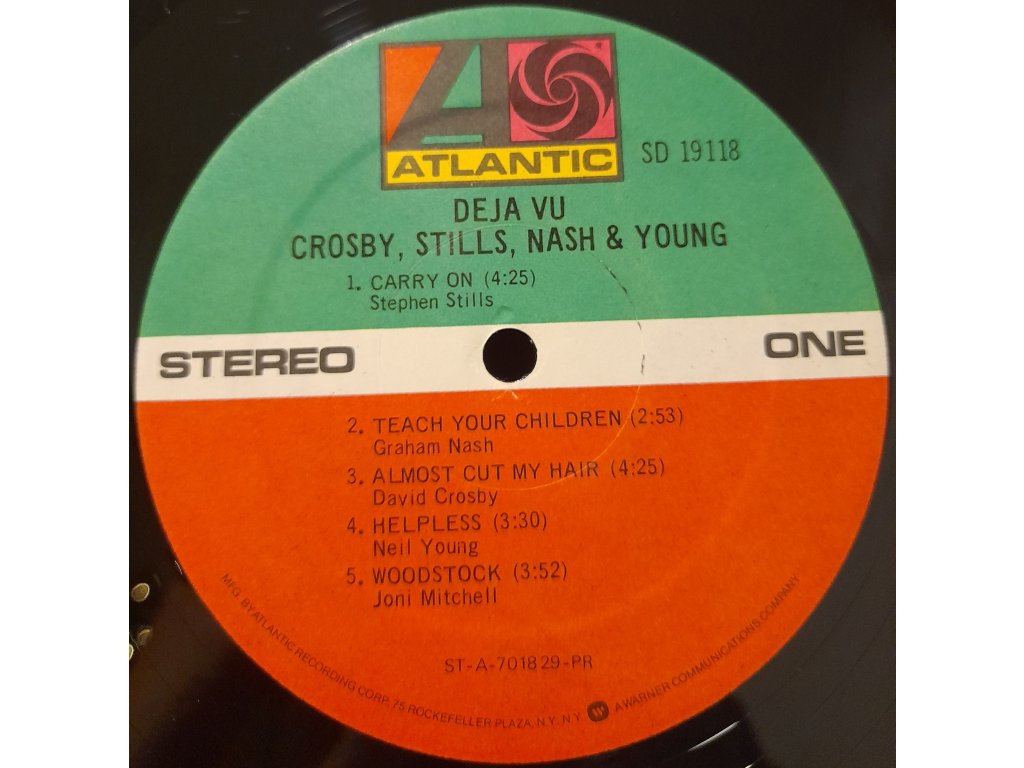 ATLANTIC
SD 19118
DEJA VU
CROSBY, STILLS, NASH & YOUNG
1. CARRY ON (4:25)
Stephen Stills
STEREO
ONE
2. TEACH YOUR CHILDREN (2:53)
Graham Nash
3. ALMOST CUT MY HAIR (4:25)
David Crosby
4. HELPLESS (3:30)
Neil Young
5. WOODSTOCK (3:52)
Joni Mitchell
ST-A-701829-PR
MFG. BY ATLANTIC RECORDING CORP. 75 ROCKEFELLER PLAZA, N.Y. N.Y. W A WARNER COMMUNICATIONS COMPANY